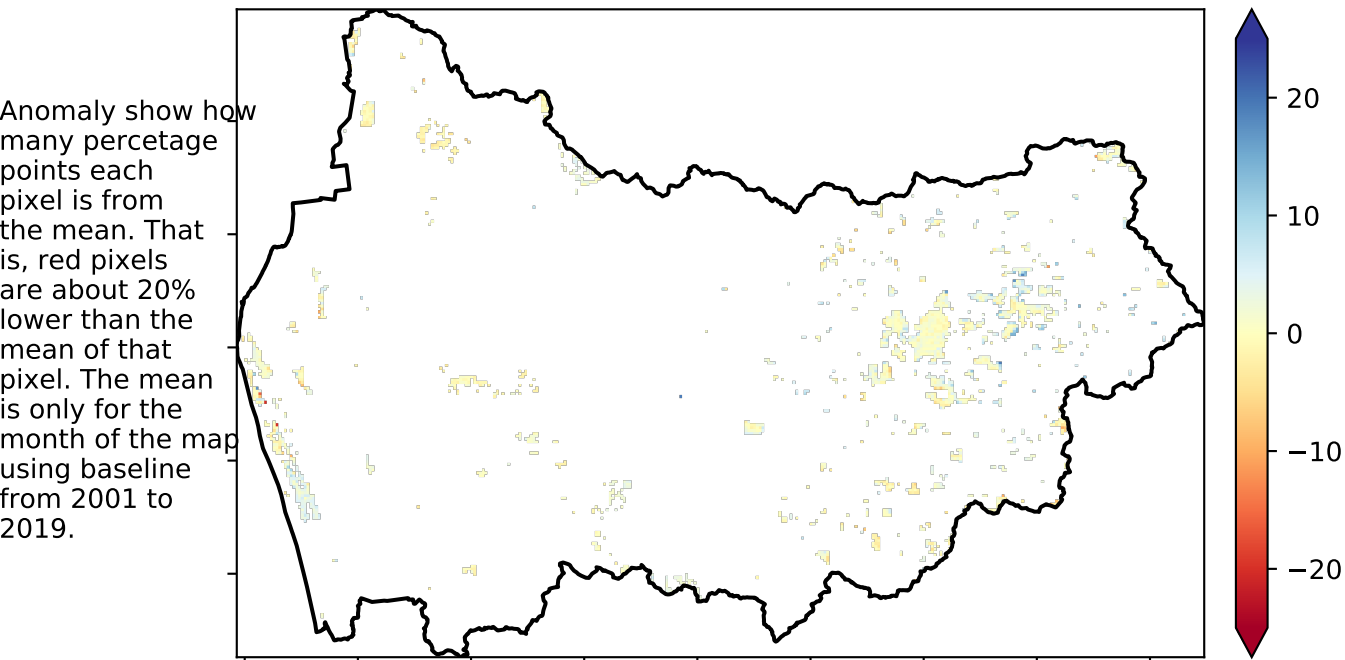 Anomaly show how
many percetage
points each
pixel is from
the mean. That
is, red pixels
are about 20%
lower than the
mean of that
pixel. The mean
is only for the
month of the map
using baseline
from 2001 to
2019.
20
10
0
−10
−20